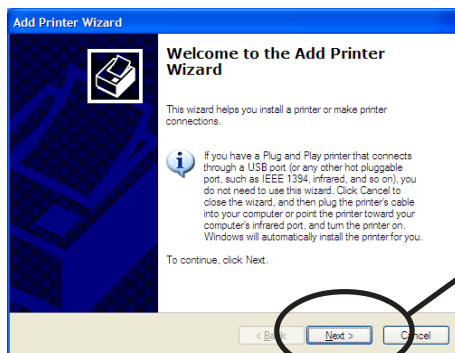 Add Printer Wizard
Welcome to the Add Printer
Wizard
This wizard helps you install a printer or make printer
connections.
If you have a Plug and Play printer that connects
through a USB port (or any other hot pluggable
port, such as IEEE 1394, infrared, and so on), you
do not need to use this wizard. Click Cancel to
close the wizard, and then plug the printer's cable
into your computer or point the printer toward your
computer's infrared port, and turn the printer on.
Windows will automatically install the printer for you.
To continue, click Next.
< Back Next > Cancel